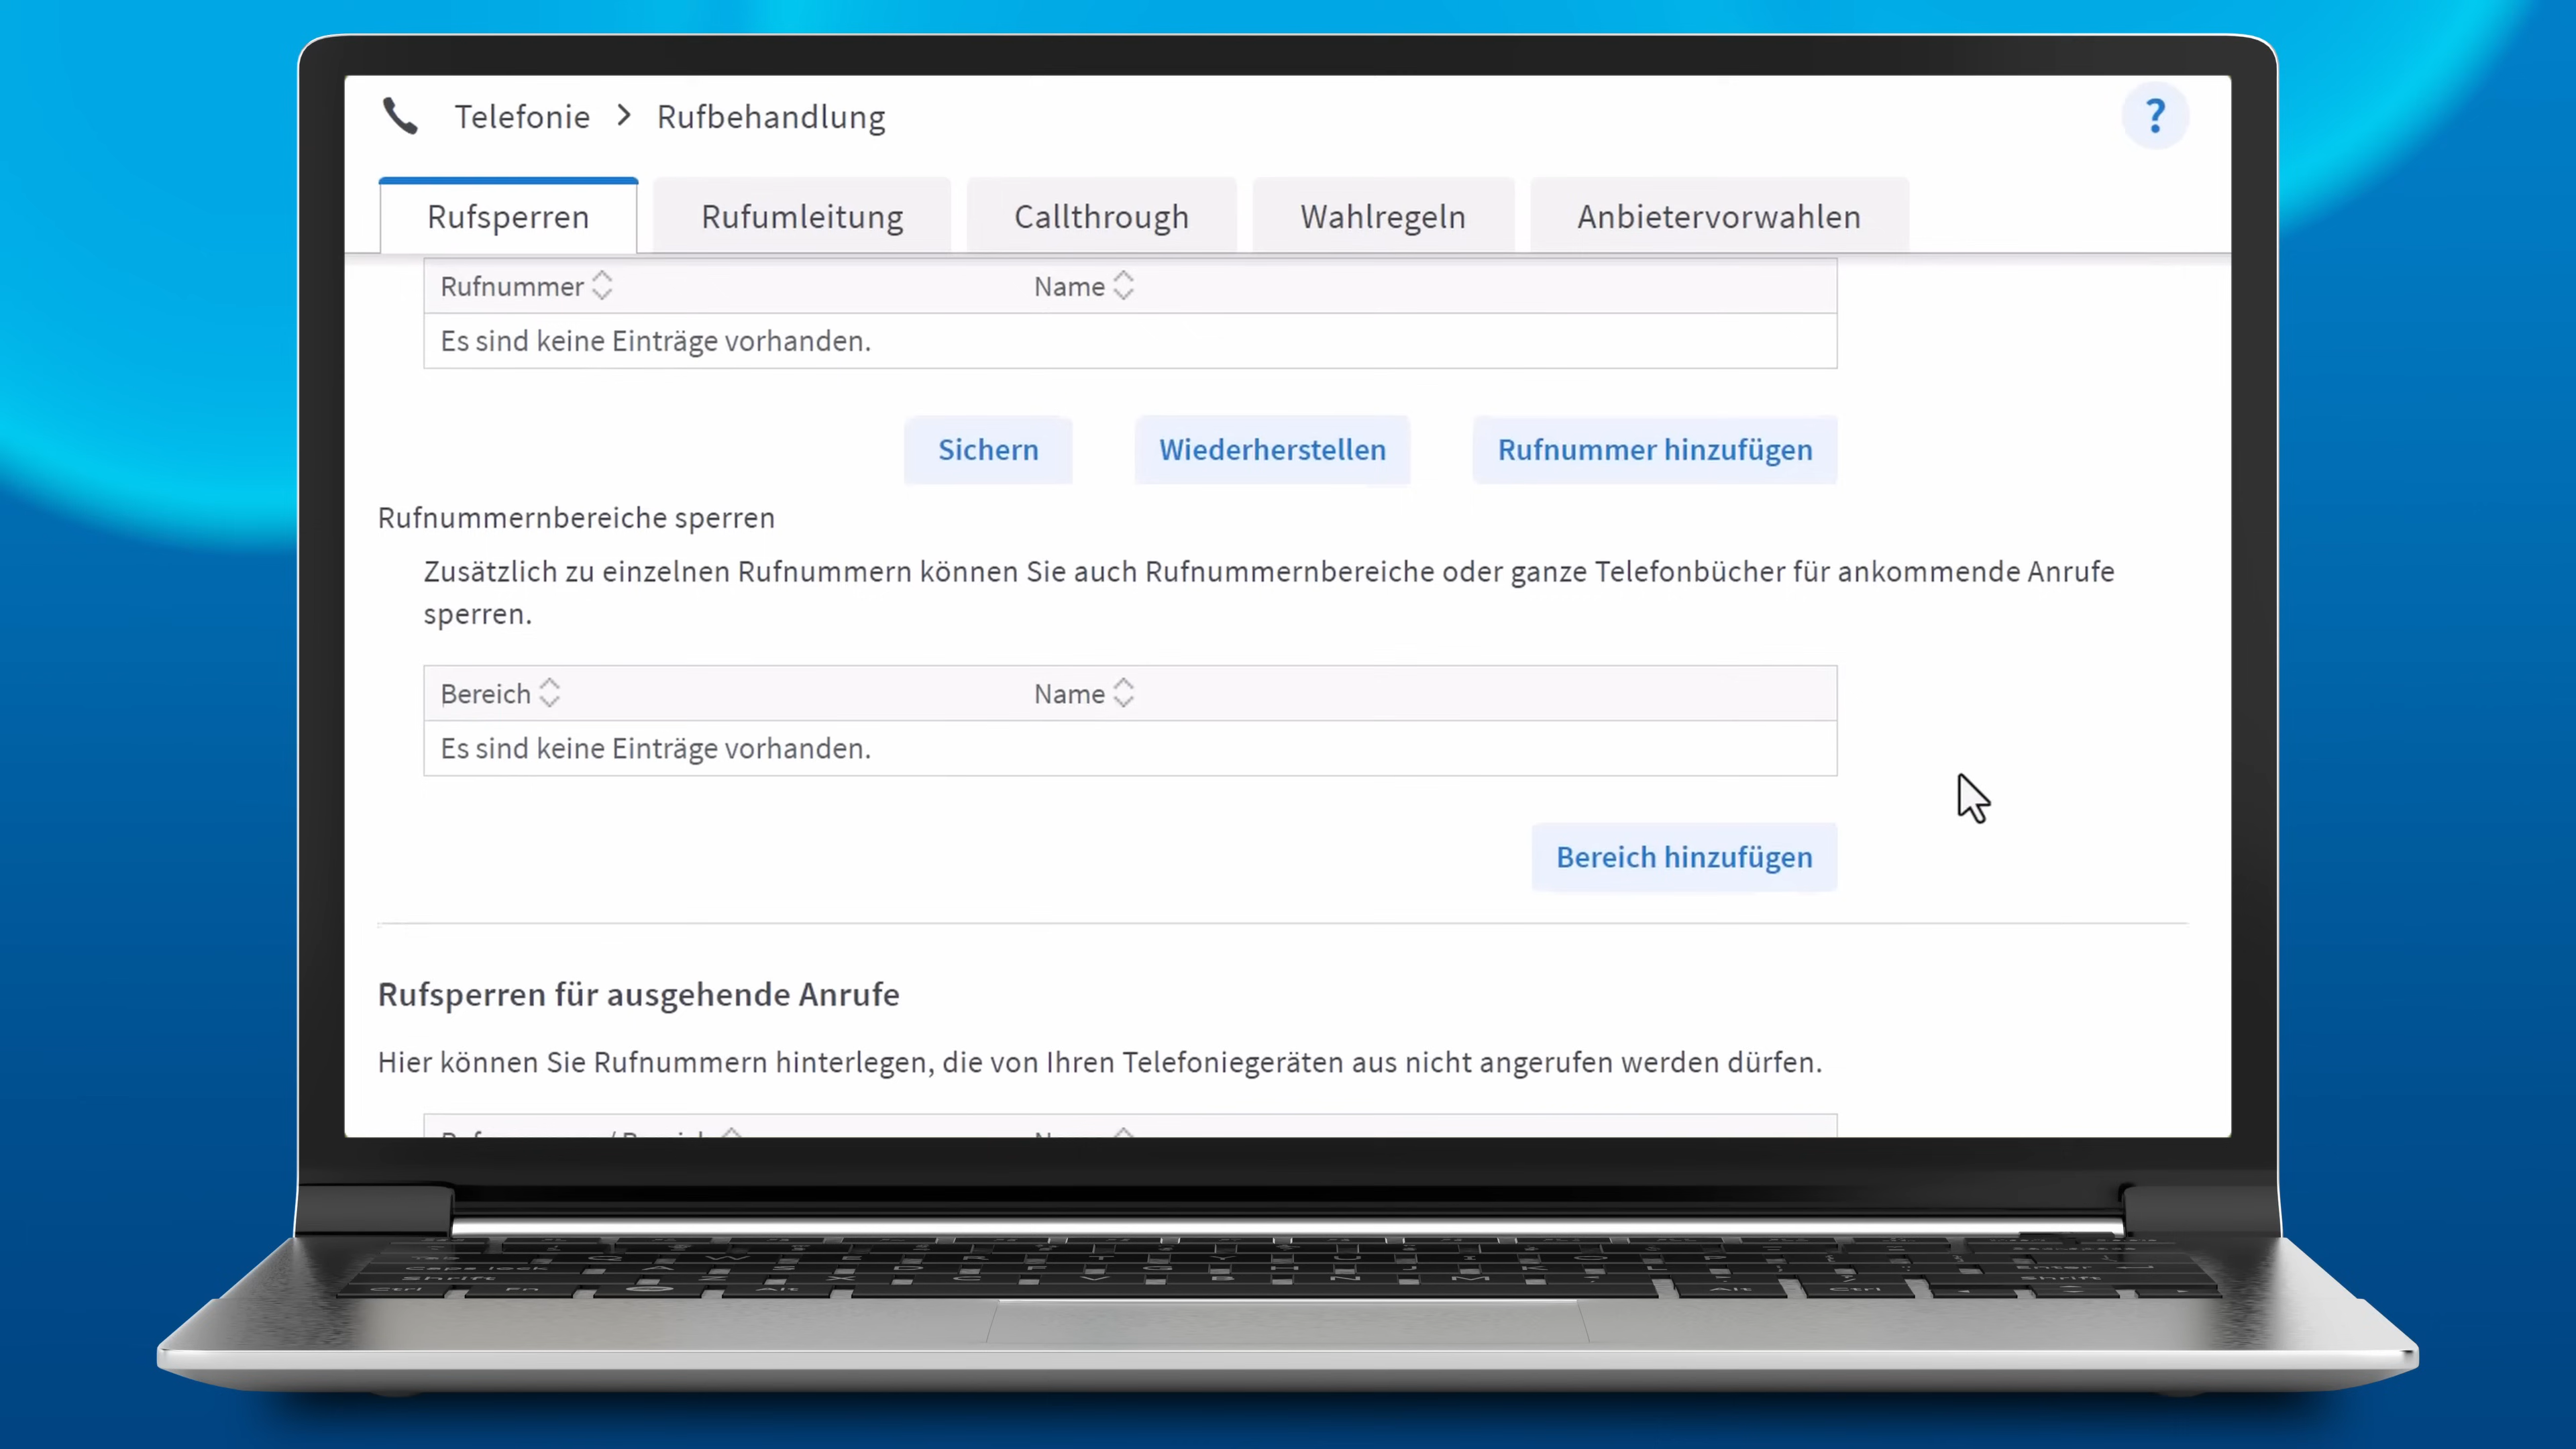 Telefonie > Rufbehandlung
?
Rufsperren
Rufumleitung
Callthrough
Wahlregeln
Anbietervorwahlen
Rufnummer
Name
Es sind keine Einträge vorhanden.
Sichern
Wiederherstellen
Rufnummer hinzufügen
Rufnummernbereiche sperren
Zusätzlich zu einzelnen Rufnummern können Sie auch Rufnummernbereiche oder ganze Telefonbücher für ankommende Anrufe
sperren.
Bereich
Name
Es sind keine Einträge vorhanden.
Bereich hinzufügen
Rufsperren für ausgehende Anrufe
Hier können Sie Rufnummern hinterlegen, die von Ihren Telefoniegeräten aus nicht angerufen werden dürfen.